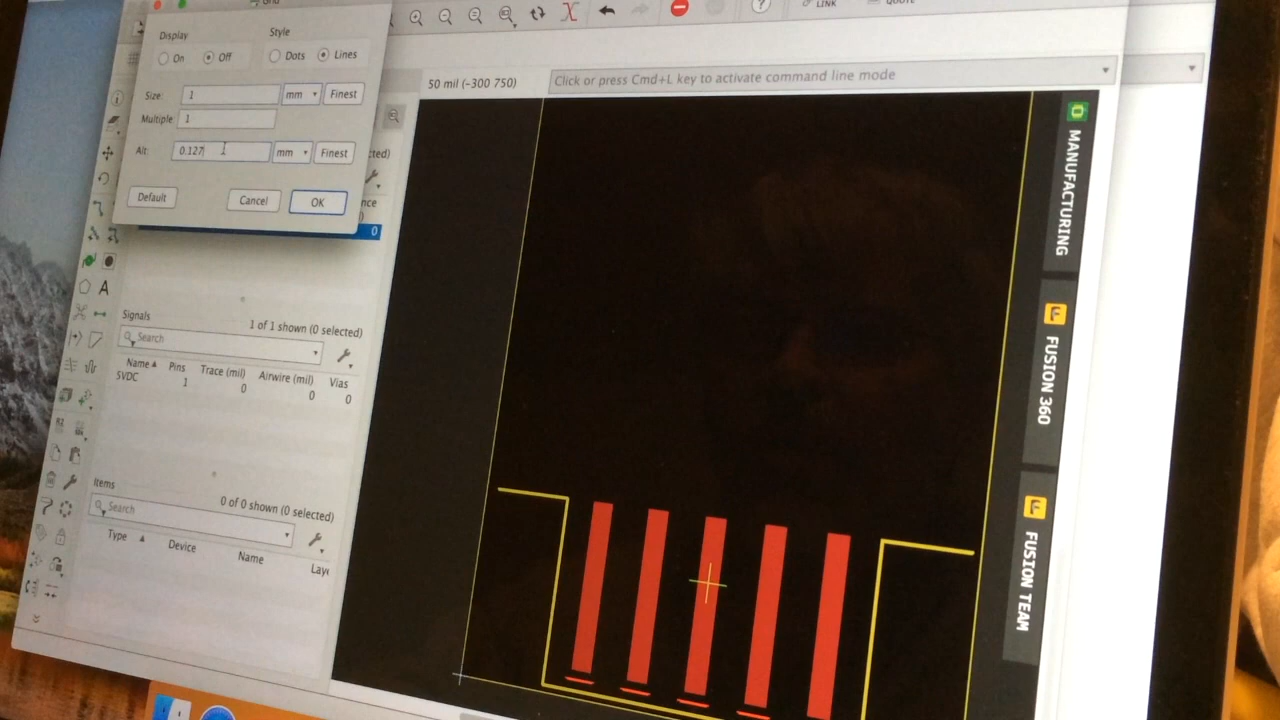 Grid
Display
Style
On
Off
Dots
Lines
Size:
1
mm
Finest
Multiple:
1
Alt:
0.127
mm
Finest
Default
Cancel
OK
LINK
50 mil (-300 750)
Click or press Cmd+L key to activate command line mode
0
Signals
1 of 1 shown (0 selected)
Search
Name Pins Trace (mil) Airwire (mil) Vias
5VDC 1 0 0 0
Items
0 of 0 shown (0 selected)
Search
Type Device Name
MANUFACTURING
FUSION 360
FUSION TEAM